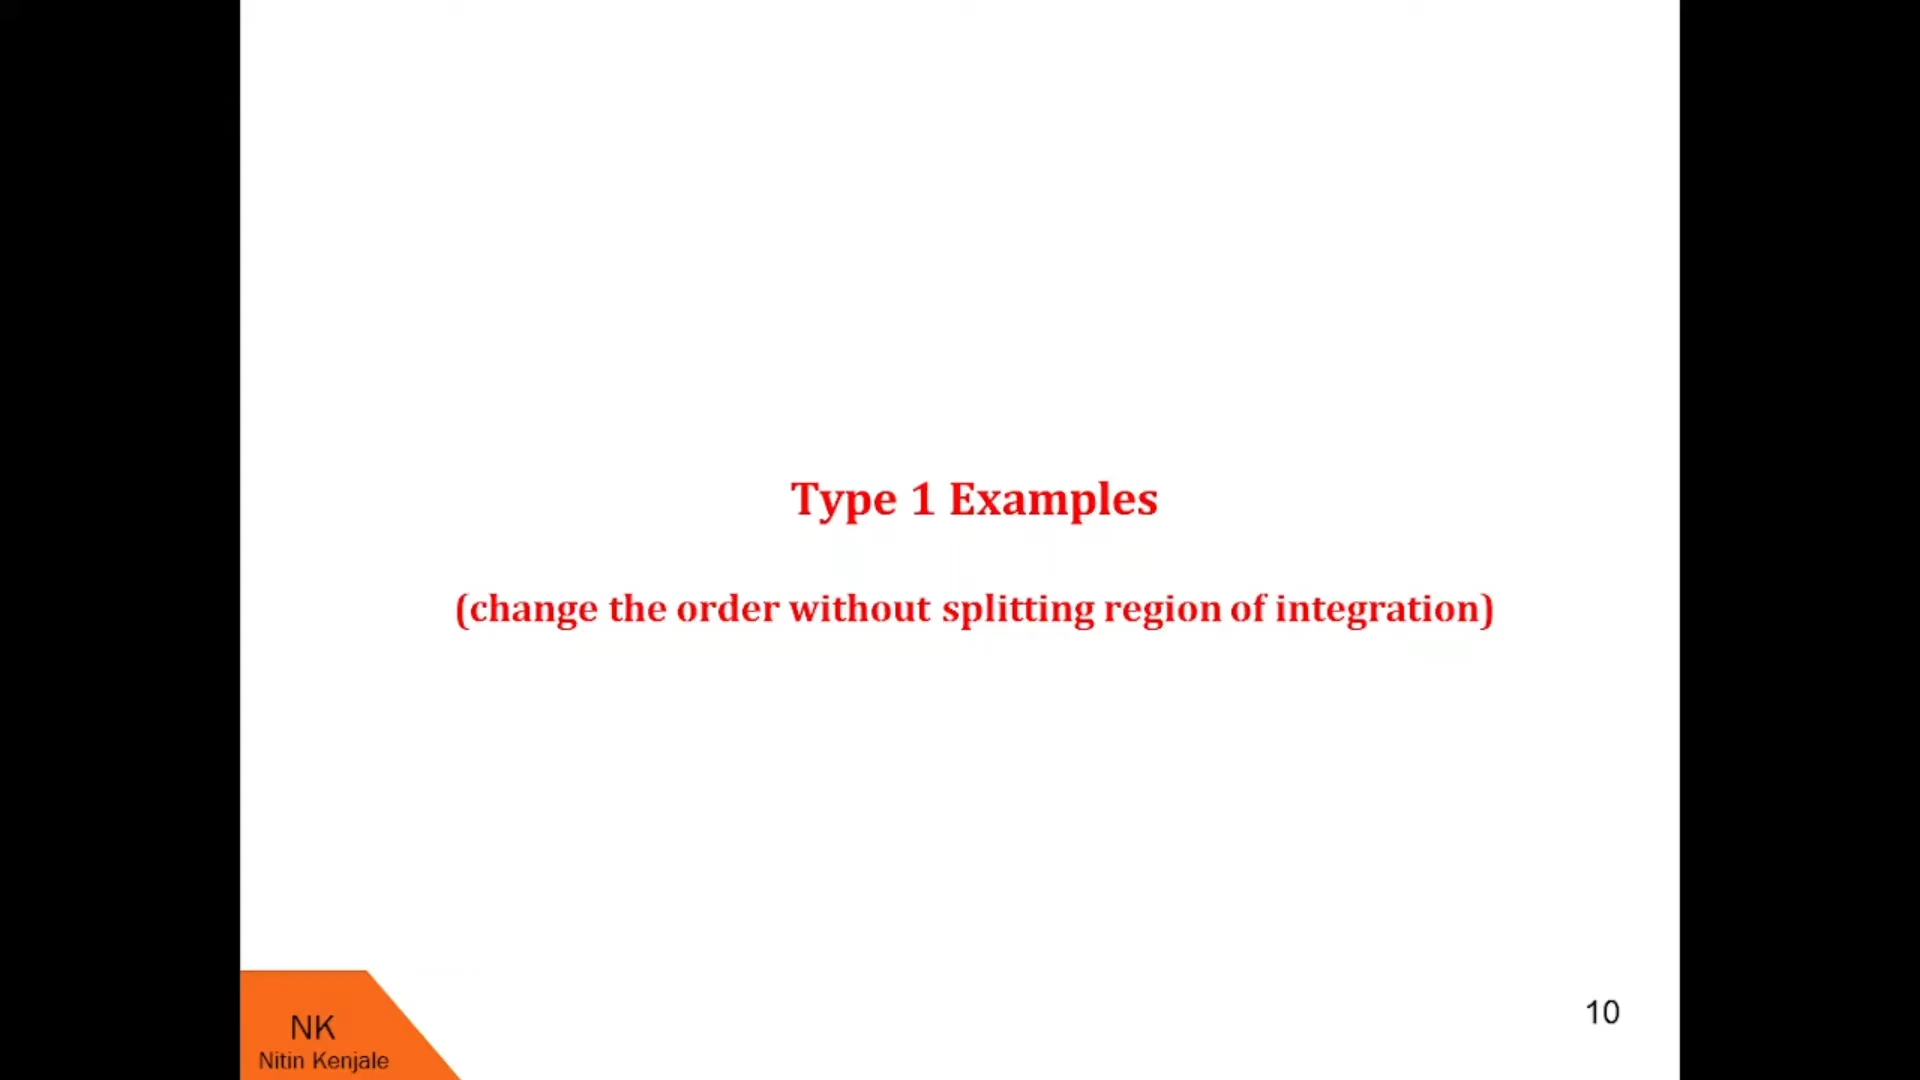 Type 1 Examples
(change the order without splitting region of integration)
NK
Nitin Kenjale
10